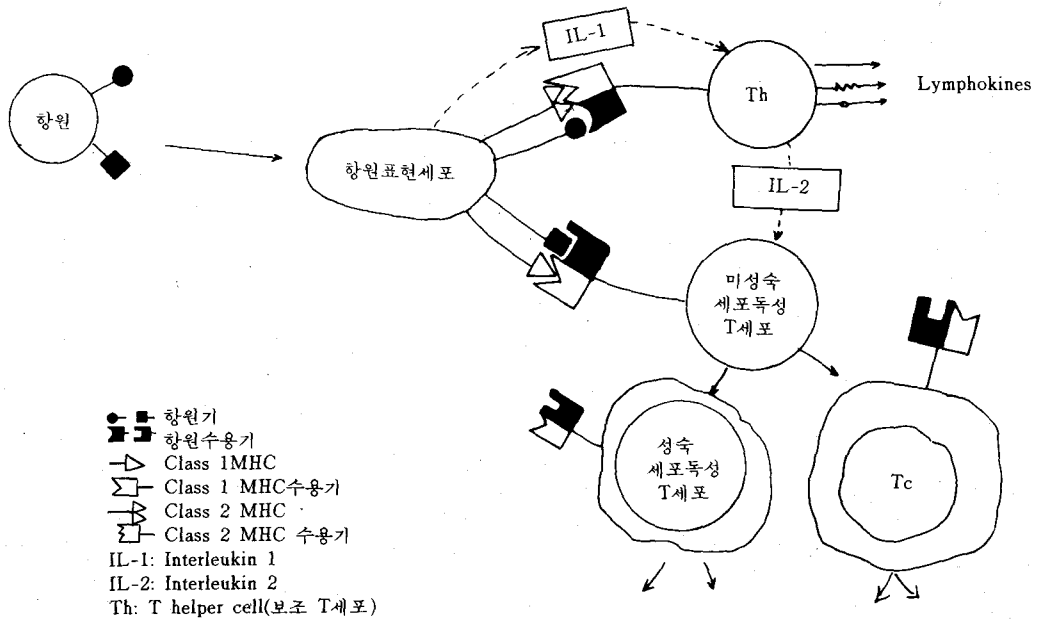 IL-1
항원
Th
Lymphokines
항원표현세포
IL-2
미성숙
세포독성
T세포
성숙
세포독성
T세포
Tc
항원기
항원수용기
Class 1MHC
Class 1 MHC수용기
Class 2 MHC
Class 2 MHC 수용기
IL-1: Interleukin 1
IL-2: Interleukin 2
Th: T helper cell(보조 T세포)